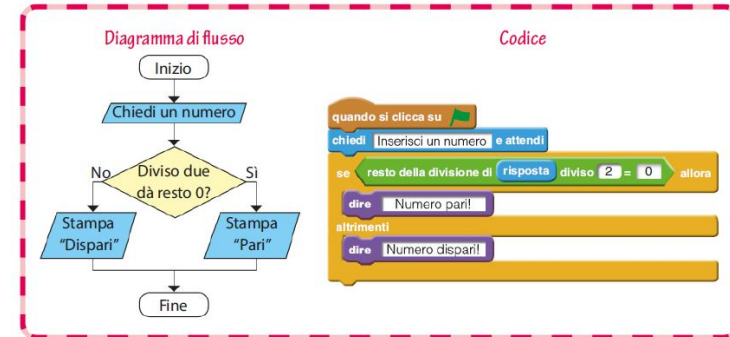 Diagramma di flusso
Inizio
Chiedi un numero
No
Diviso due
dà resto 0?
Sì
Stampa
“Dispari”
Stampa
“Pari”
Fine
Codice
quando si clicca su
chiedi Inserisci un numero e attendi
se resto della divisione di risposta diviso 2 = 0 allora
dire Numero pari!
altrimenti
dire Numero dispari!